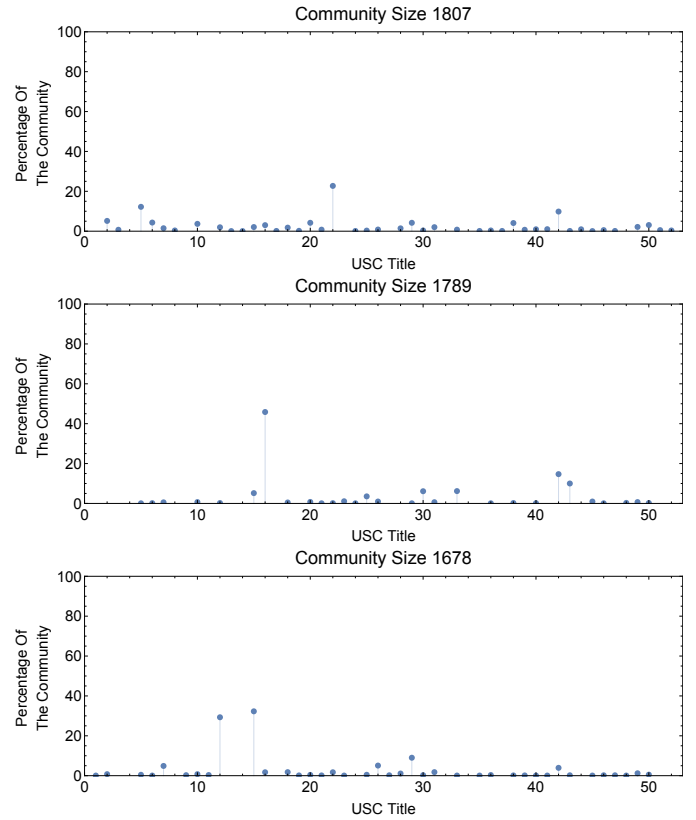 Community Size 1807
100
80
60
40
20
0
Percentage Of
The Community
0 10 20 30 40 50
USC Title
Community Size 1789
100
80
60
40
20
0
Percentage Of
The Community
0 10 20 30 40 50
USC Title
Community Size 1678
100
80
60
40
20
0
Percentage Of
The Community
0 10 20 30 40 50
USC Title